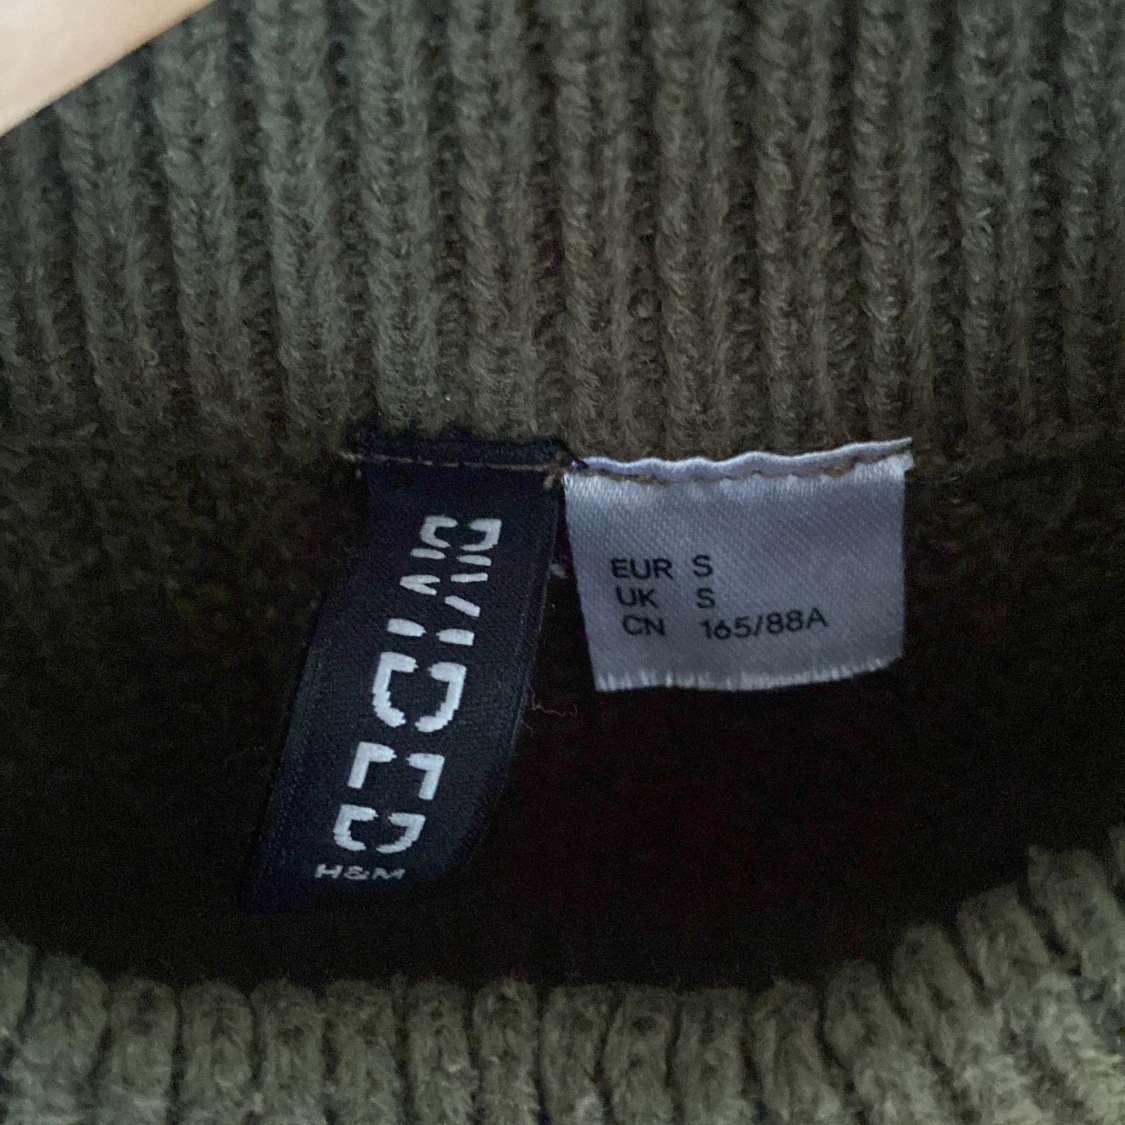 DIVIDED
H&M
EUR S
UK S
CN 165/88A